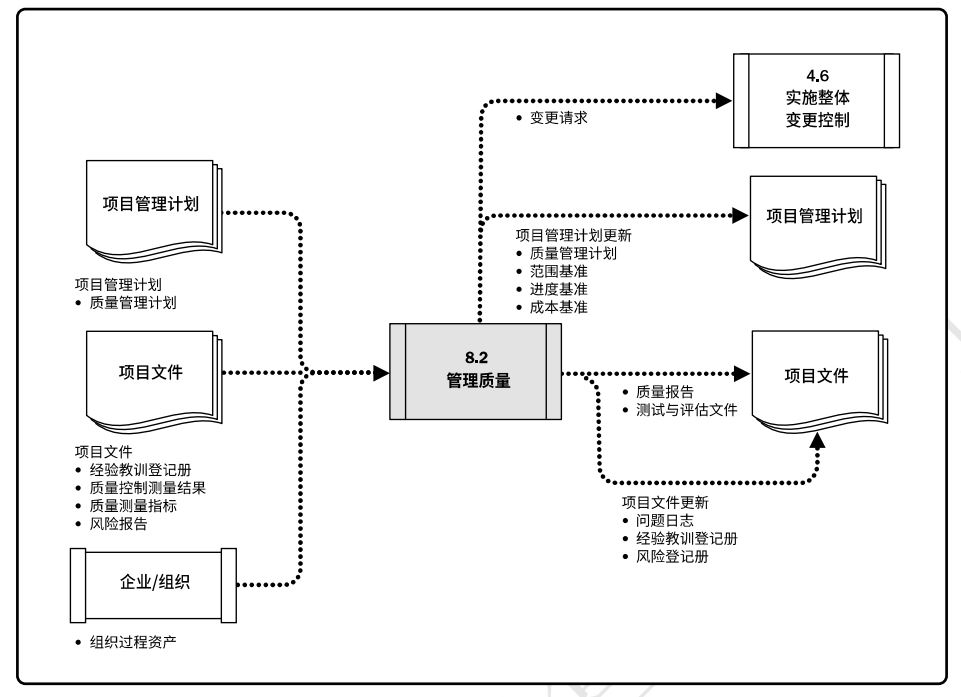 项目管理计划
项目管理计划
• 质量管理计划
项目文件
项目文件
• 经验教训登记册
• 质量控制测量结果
• 质量测量指标
• 风险报告
企业/组织
• 组织过程资产
8.2
管理质量
• 变更请求
4.6
实施整体
变更控制
项目管理计划更新
• 质量管理计划
• 范围基准
• 进度基准
• 成本基准
项目管理计划
• 质量报告
• 测试与评估文件
项目文件
项目文件更新
• 问题日志
• 经验教训登记册
• 风险登记册